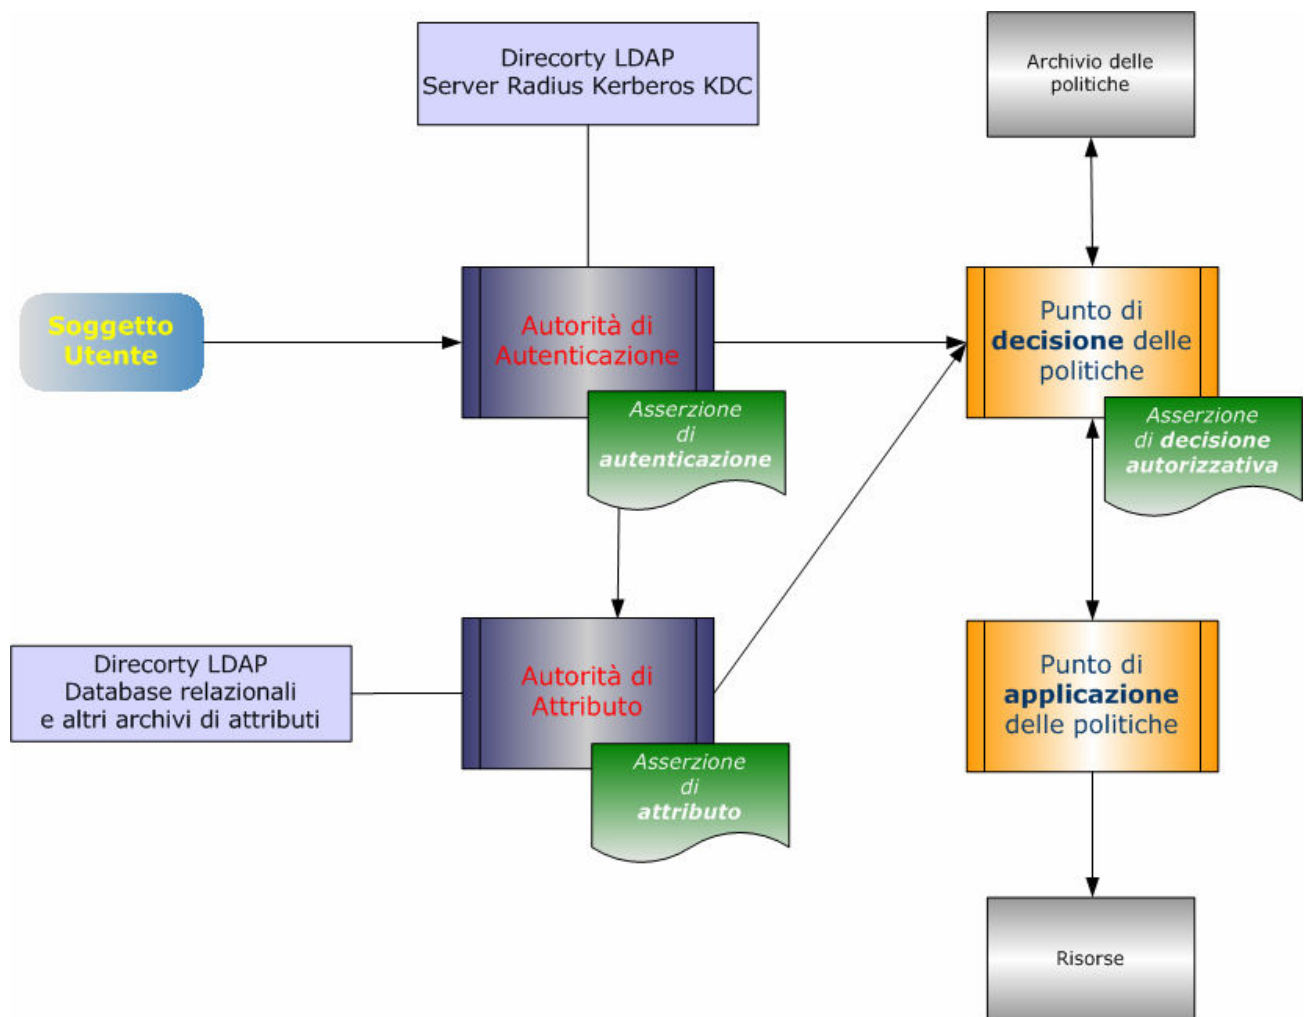 Direcorty LDAP
Server Radius Kerberos KDC
Archivio delle
politiche
Soggetto
Utente
Autorità di
Autenticazione
Asserzione
di
autenticazione
Punto di
decisione delle
politiche
Asserzione
di decisione
autorizzativa
Direcorty LDAP
Database relazionali
e altri archivi di attributi
Autorità di
Attributo
Asserzione
di
attributo
Punto di
applicazione
delle politiche
Risorse